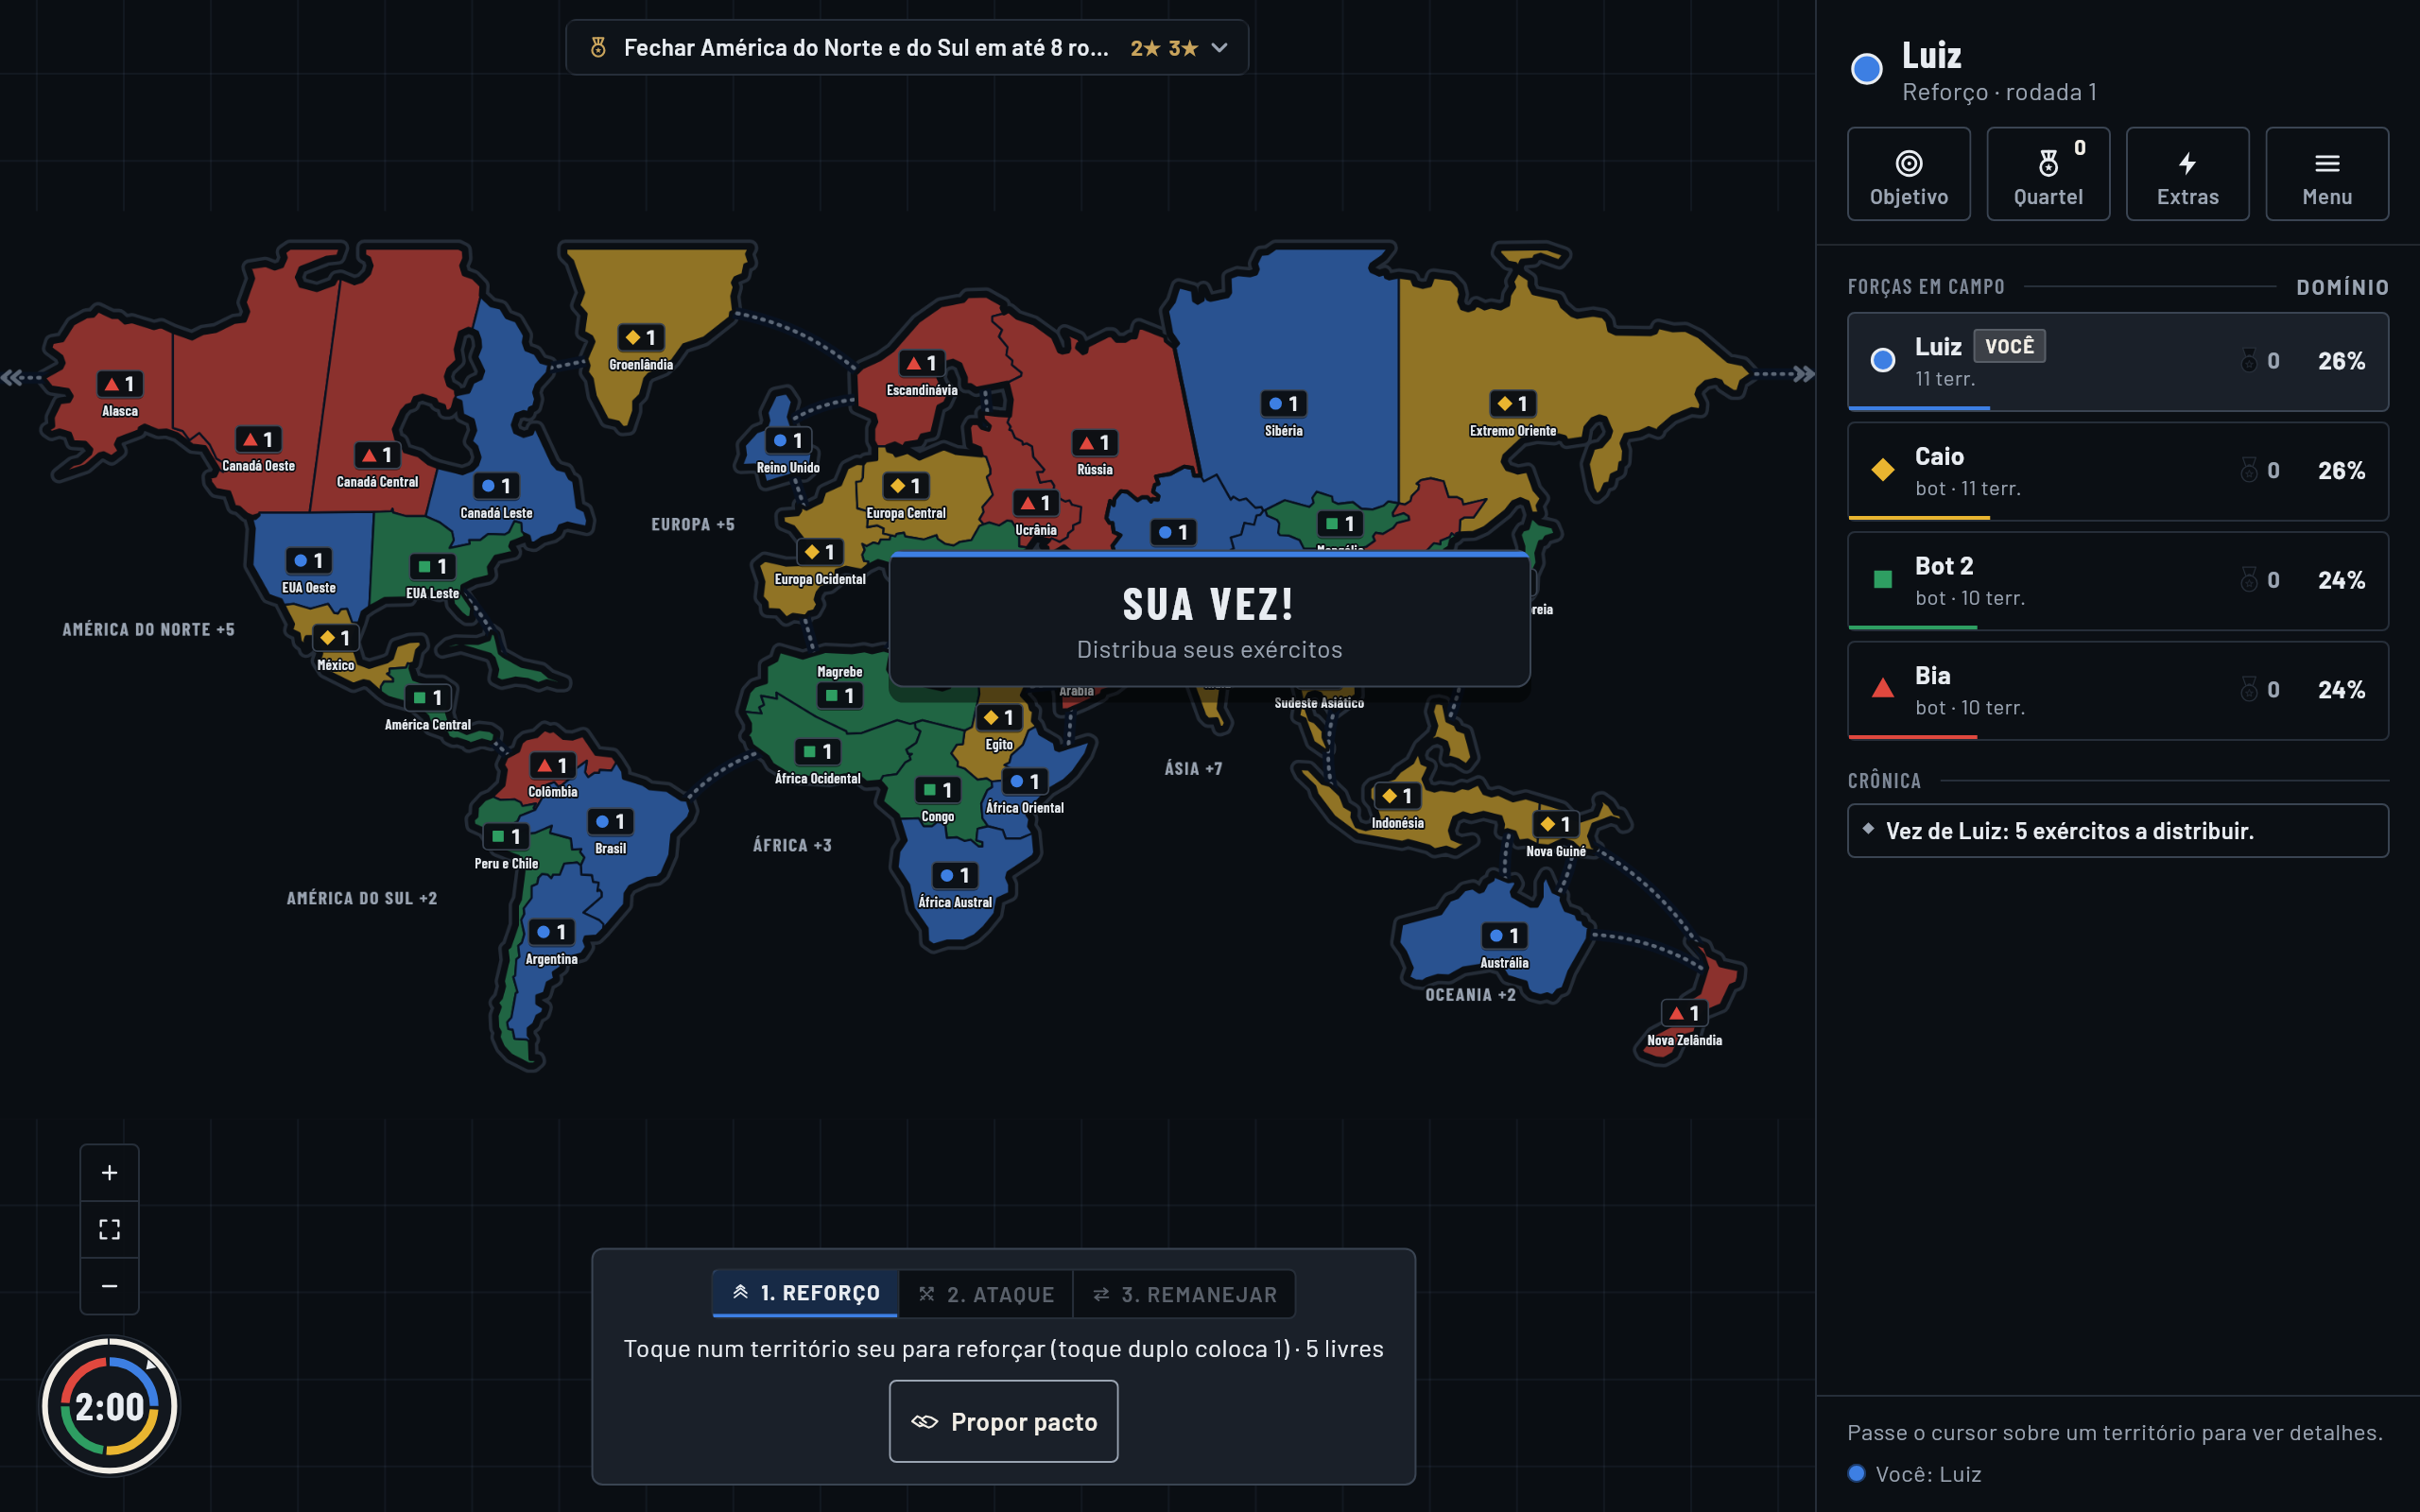 Fechar América do Norte e do Sul em até 8 ro... 2★ 3★
Luiz
Reforço · rodada 1
Objetivo
0
Quartel
Extras
Menu
FORÇAS EM CAMPO
DOMÍNIO
Luiz VOCÊ
11 terr.
0 26%
Caio
bot · 11 terr.
0 26%
Bot 2
bot · 10 terr.
0 24%
Bia
bot · 10 terr.
0 24%
CRÔNICA
Vez de Luiz: 5 exércitos a distribuir.
1
Groenlândia
1
Escandinávia
1
Alasca
1
Canadá Oeste
1
Canadá Central
1
Canadá Leste
1
Reino Unido
1
Rússia
1
Sibéria
1
Extremo Oriente
1
Europa Central
1
Ucrânia
EUROPA +5
1
1
Mongólia
1
EUA Oeste
1
EUA Leste
1
Europa Ocidental
SUA VEZ!
Distribua seus exércitos
AMÉRICA DO NORTE +5
1
México
1
América Central
Magrebe
1
Arábia
Sudeste Asiático
1
Egito
1
África Ocidental
ÁSIA +7
1
Colômbia
1
Congo
1
África Oriental
1
Indonésia
1
Nova Guiné
1
Brasil
1
Peru e Chile
ÁFRICA +3
AMÉRICA DO SUL +2
1
África Austral
1
Argentina
1
Austrália
OCEANIA +2
1
Nova Zelândia
+
−
2:00
1. REFORÇO
2. ATAQUE
3. REMANEJAR
Toque num território seu para reforçar (toque duplo coloca 1) · 5 livres
Propor pacto
Passe o cursor sobre um território para ver detalhes.
Você: Luiz